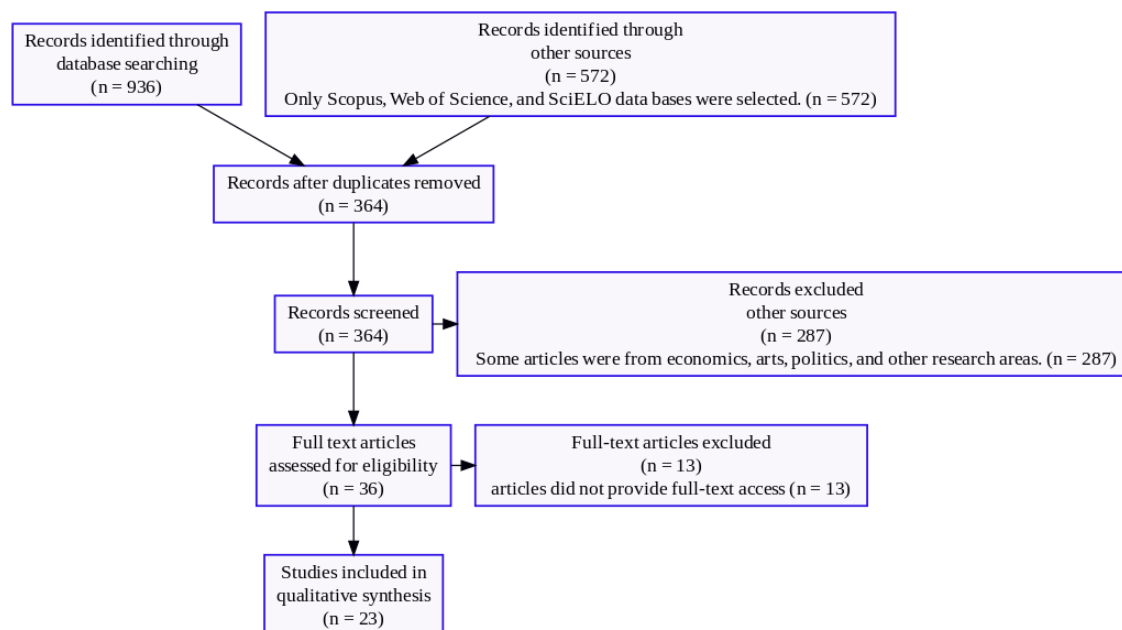 Records identified through
database searching
(n = 936)
Records identified through
other sources
(n = 572)
Only Scopus, Web of Science, and SciELO data bases were selected. (n = 572)
Records after duplicates removed
(n = 364)
Records screened
(n = 364)
Records excluded
other sources
(n = 287)
Some articles were from economics, arts, politics, and other research areas. (n = 287)
Full text articles
assessed for eligibility
(n = 36)
Full-text articles excluded
(n = 13)
articles did not provide full-text access (n = 13)
Studies included in
qualitative synthesis
(n = 23)